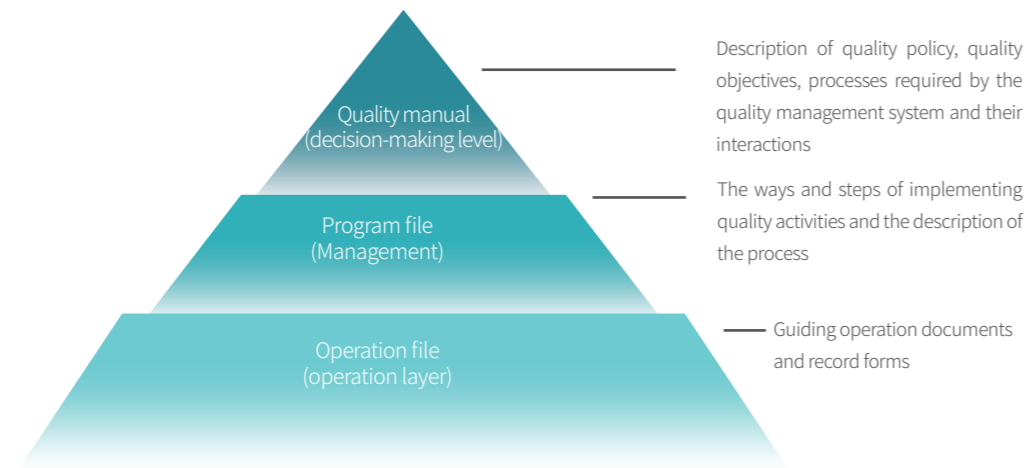 Quality manual
(decision-making level)
Description of quality policy, quality
objectives, processes required by the
quality management system and their
interactions
Program file
(Management)
The ways and steps of implementing
quality activities and the description of
the process
Operation file
(operation layer)
Guiding operation documents
and record forms